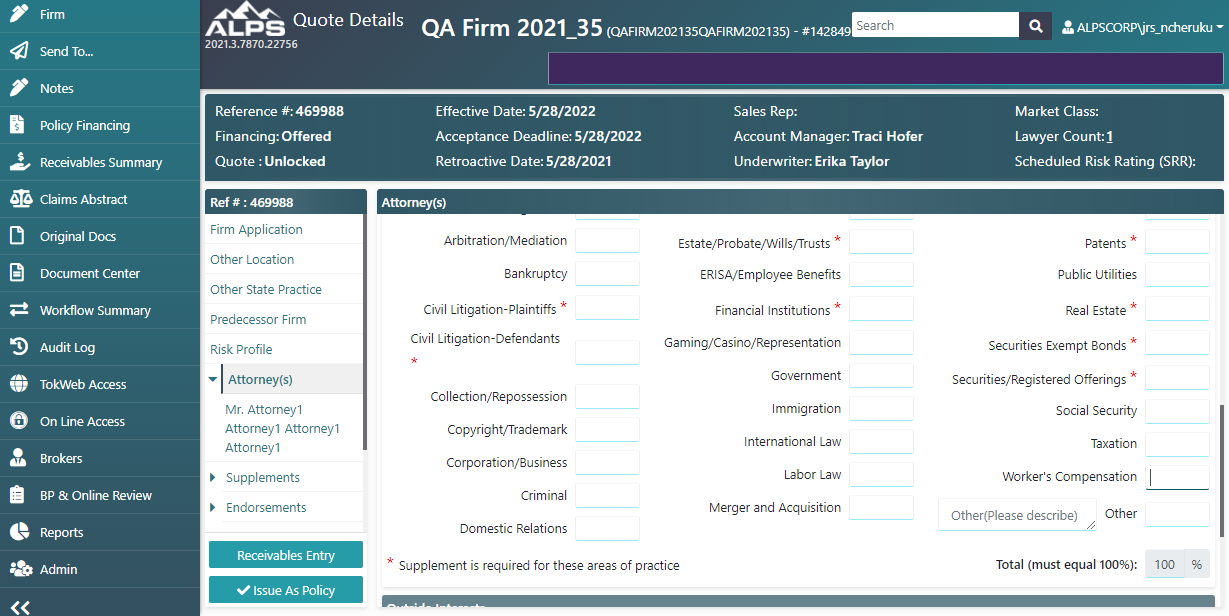 Firm
Send To...
Notes
Policy Financing
Receivables Summary
Claims Abstract
Original Docs
Document Center
Workflow Summary
Audit Log
TokWeb Access
On Line Access
Brokers
BP & Online Review
Reports
Admin
ALPS
2021.3.7870.22756
Quote Details
QA Firm 2021_35 (QAFIRM202135QAFIRM202135) - #142849
Search
ALPSCORP\jrs_ncheruku
Reference #: 469988
Financing: Offered
Quote : Unlocked
Effective Date: 5/28/2022
Acceptance Deadline: 5/28/2022
Retroactive Date: 5/28/2021
Sales Rep:
Account Manager: Traci Hofer
Underwriter: Erika Taylor
Market Class:
Lawyer Count: 1
Scheduled Risk Rating (SRR):
Ref # : 469988
Firm Application
Other Location
Other State Practice
Predecessor Firm
Risk Profile
Attorney(s)
Mr. Attorney1
Attorney1 Attorney1
Attorney1
Supplements
Endorsements
Receivables Entry
Issue As Policy
Attorney(s)
Arbitration/Mediation
Bankruptcy
Civil Litigation-Plaintiffs *
Civil Litigation-Defendants
*
Collection/Repossession
Copyright/Trademark
Corporation/Business
Criminal
Domestic Relations
Estate/Probate/Wills/Trusts *
ERISA/Employee Benefits
Financial Institutions *
Gaming/Casino/Representation
Government
Immigration
International Law
Labor Law
Merger and Acquisition
Patents *
Public Utilities
Real Estate *
Securities Exempt Bonds *
Securities/Registered Offerings *
Social Security
Taxation
Worker's Compensation
Other(Please describe) Other
* Supplement is required for these areas of practice
Total (must equal 100%): 100 %
Outside Interests